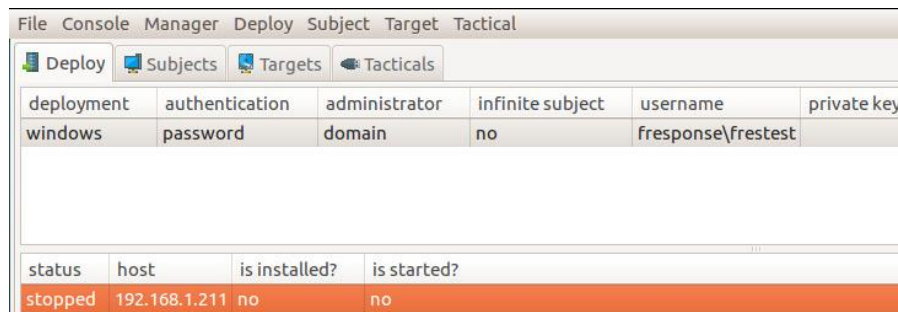 File Console Manager Deploy Subject Target Tactical
Deploy Subjects Targets Tacticals
deployment authentication administrator infinite subject username private key
windows password domain no fresponse\frestest
status host is installed? is started?
stopped 192.168.1.211 no no